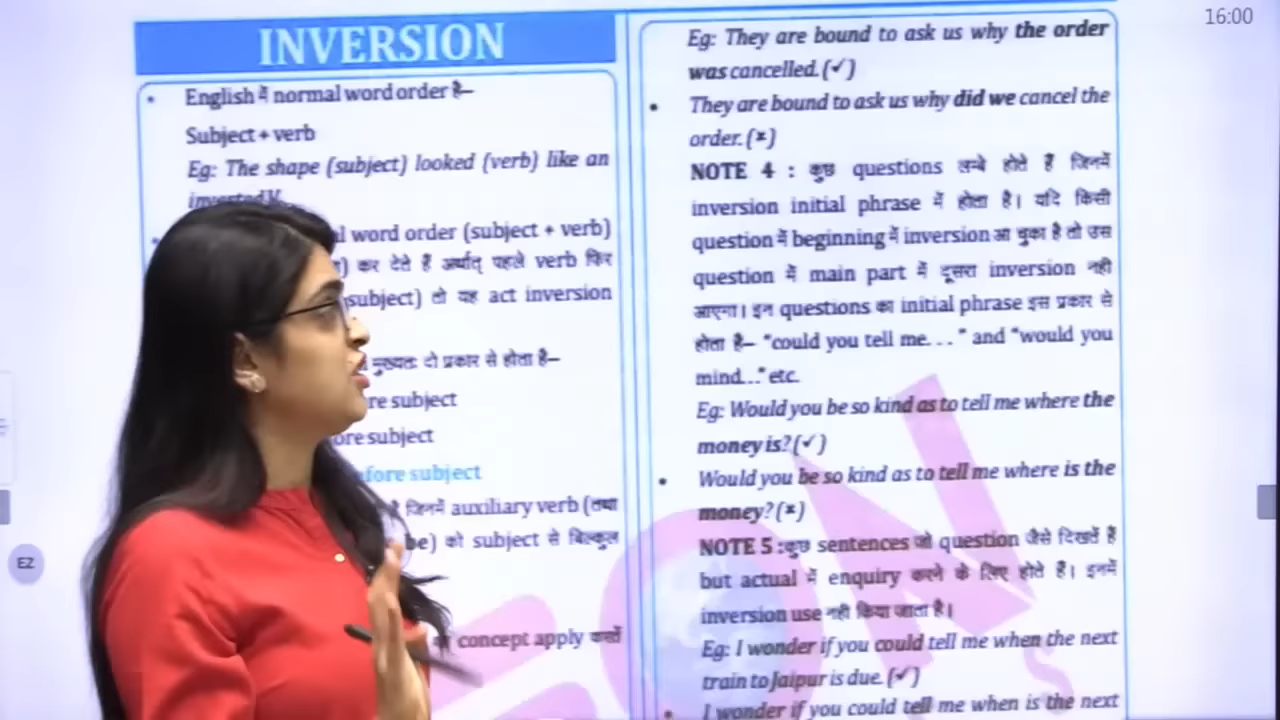 16:00
INVERSION
• English में normal word order है–
Subject + verb
Eg: The shape (subject) looked (verb) like an
inverted V.
word order (subject + verb)
कर देते हैं अर्थात् पहले verb फिर
subject) तो यह act inversion
मुख्यतः दो प्रकार से होता है–
re subject
ore subject
efore subject
है जिनमें auxiliary verb (तथा
be) को subject से बिल्कुल
concept apply करतें
Eg: They are bound to ask us why the order
was cancelled. (✓)
• They are bound to ask us why did we cancel the
order. (×)
NOTE 4 : कुछ questions लम्बे होते हैं जिनमें
inversion initial phrase में होता है। यदि किसी
question में beginning में inversion आ चुका है तो उस
question में main part में दूसरा inversion नही
आएगा। इन questions का initial phrase इस प्रकार से
होता है– "could you tell me. . . " and "would you
mind..." etc.
Eg: Would you be so kind as to tell me where the
money is? (✓)
• Would you be so kind as to tell me where is the
money? (×)
NOTE 5 :कुछ sentences जो question जैसे दिखतें हैं
but actual में enquiry करने के लिए होते हैं। इनमें
inversion use नही किया जाता है।
Eg: I wonder if you could tell me when the next
train to Jaipur is due. (✓)
• I wonder if you could tell me when is the next
EZ